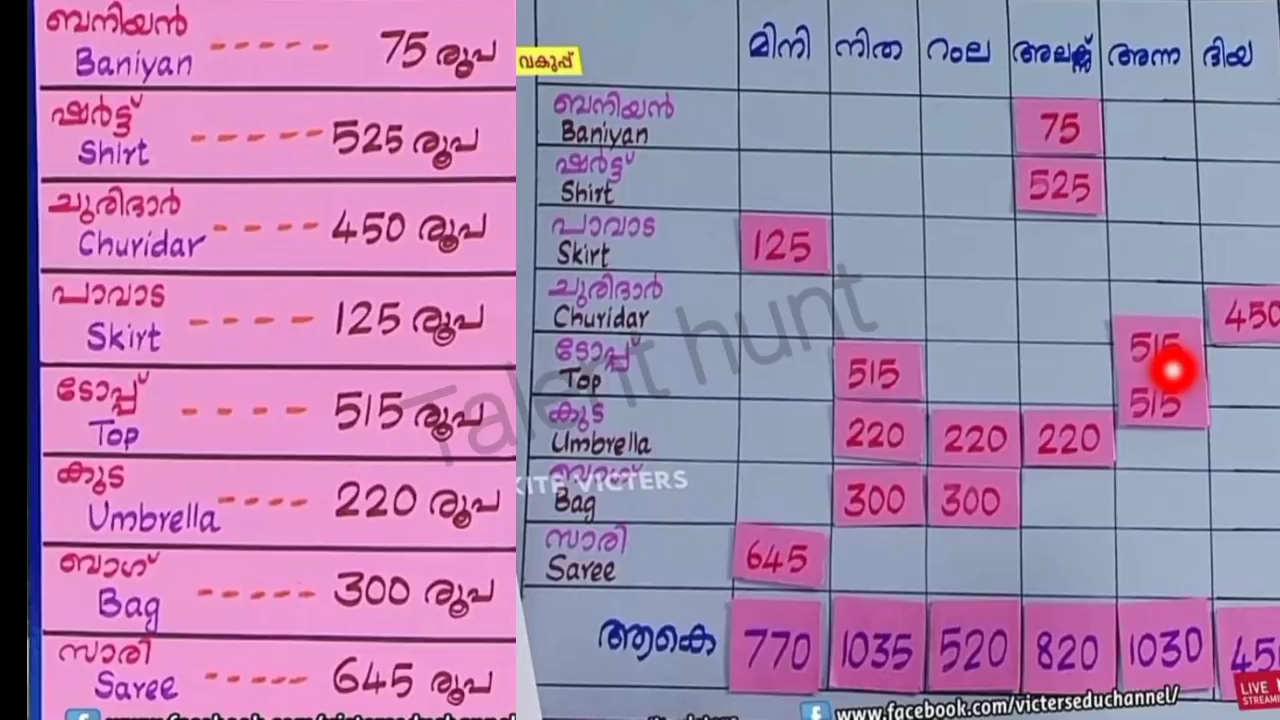 ബനിയൻ
Baniyan ----- 75 രൂപ
ഷർട്ട്
Shirt ----- 525 രൂപ
ചുരിദാർ
Churidar ---- 450 രൂപ
പാവാട
Skirt ---- 125 രൂപ
ടോപ്പ്
Top ---- 515 രൂപ
കുട
Umbrella ---- 220 രൂപ
ബാഗ്
Bag ----- 300 രൂപ
സാരി
Saree ----- 645 രൂപ
വകുപ്പ്
മിനി നിത റംല അലക്സ് അന്ന ദിയ
ബനിയൻ
Baniyan 75
ഷർട്ട്
Shirt 525
പാവാട
Skirt 125
ചുരിദാർ
Churidar 450
ടോപ്പ്
Top 515 515
515
കുട
Umbrella 220 220 220
ബാഗ്
Bag 300 300
സാരി
Saree 645
ആകെ 770 1035 520 820 1030 45
Talent hunt
KITE VICTERS
LIVE
STREAMI
www.facebook.com/victerseduchannel/